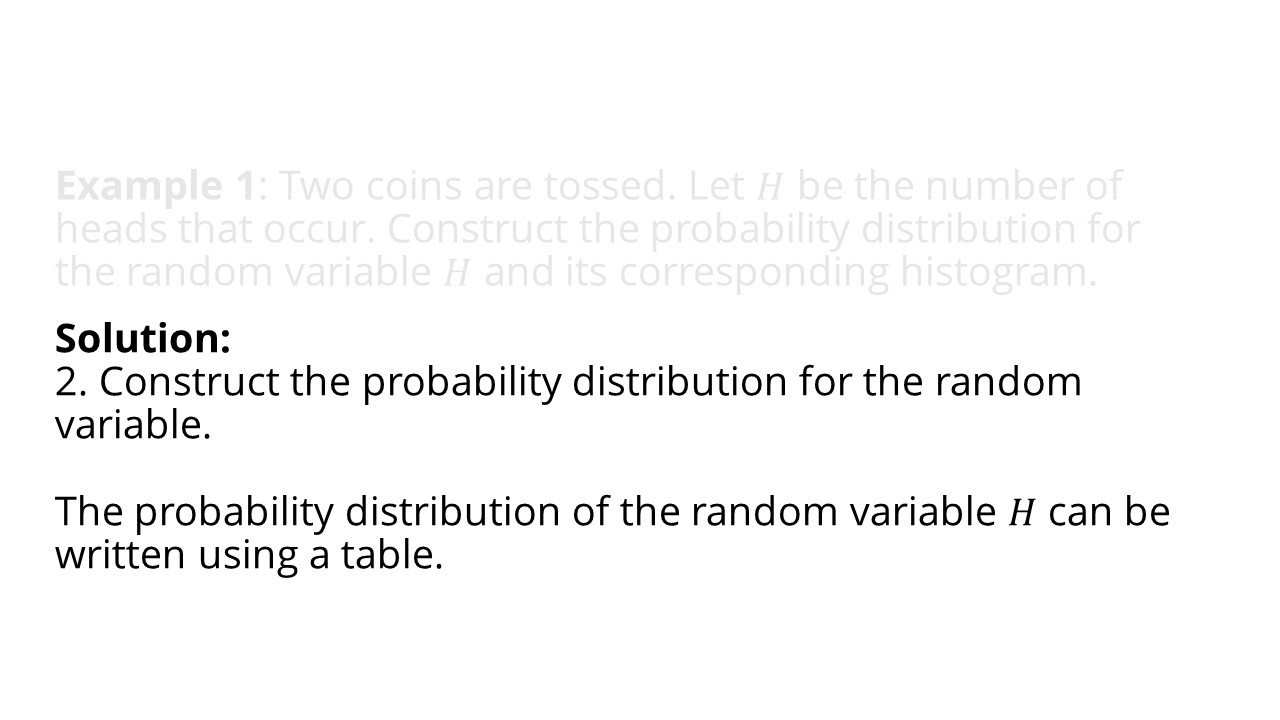 Example 1: Two coins are tossed. Let H be the number of
heads that occur. Construct the probability distribution for
the random variable H and its corresponding histogram.
Solution:
2. Construct the probability distribution for the random
variable.
The probability distribution of the random variable H can be
written using a table.